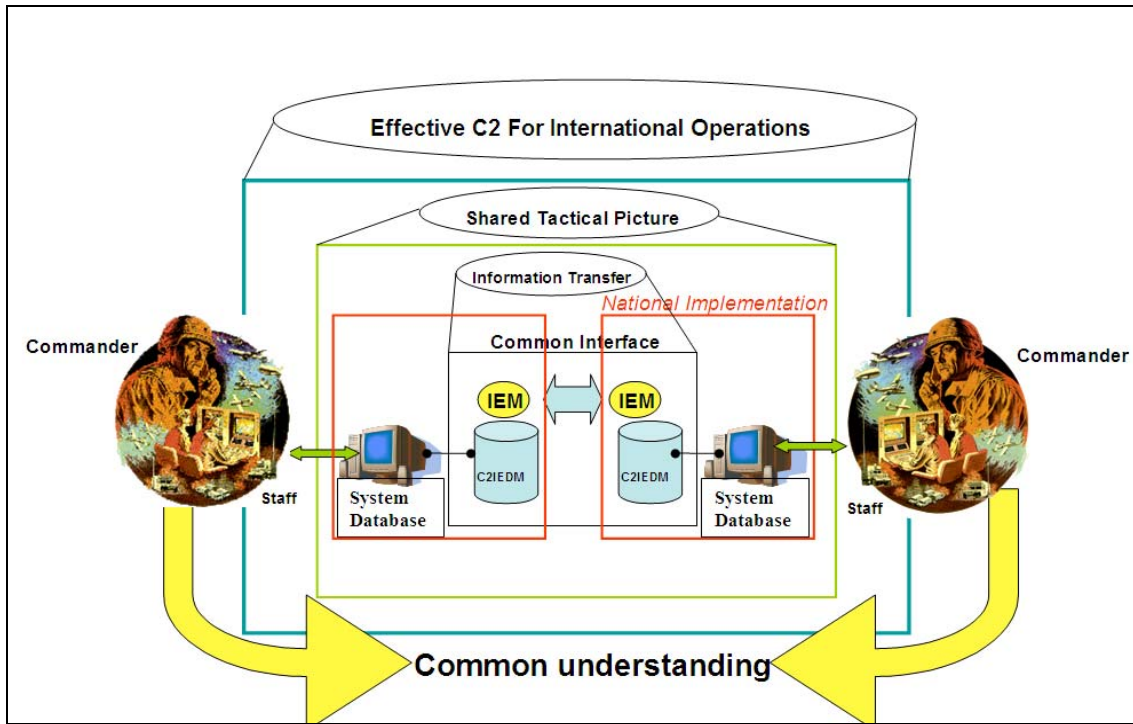 Effective C2 For International Operations
Shared Tactical Picture
Information Transfer
National Implementation
Commander
Common Interface
Commander
IEM
IEM
C2IEDM
C2IEDM
Staff
System
Database
System
Database
Staff
Common understanding